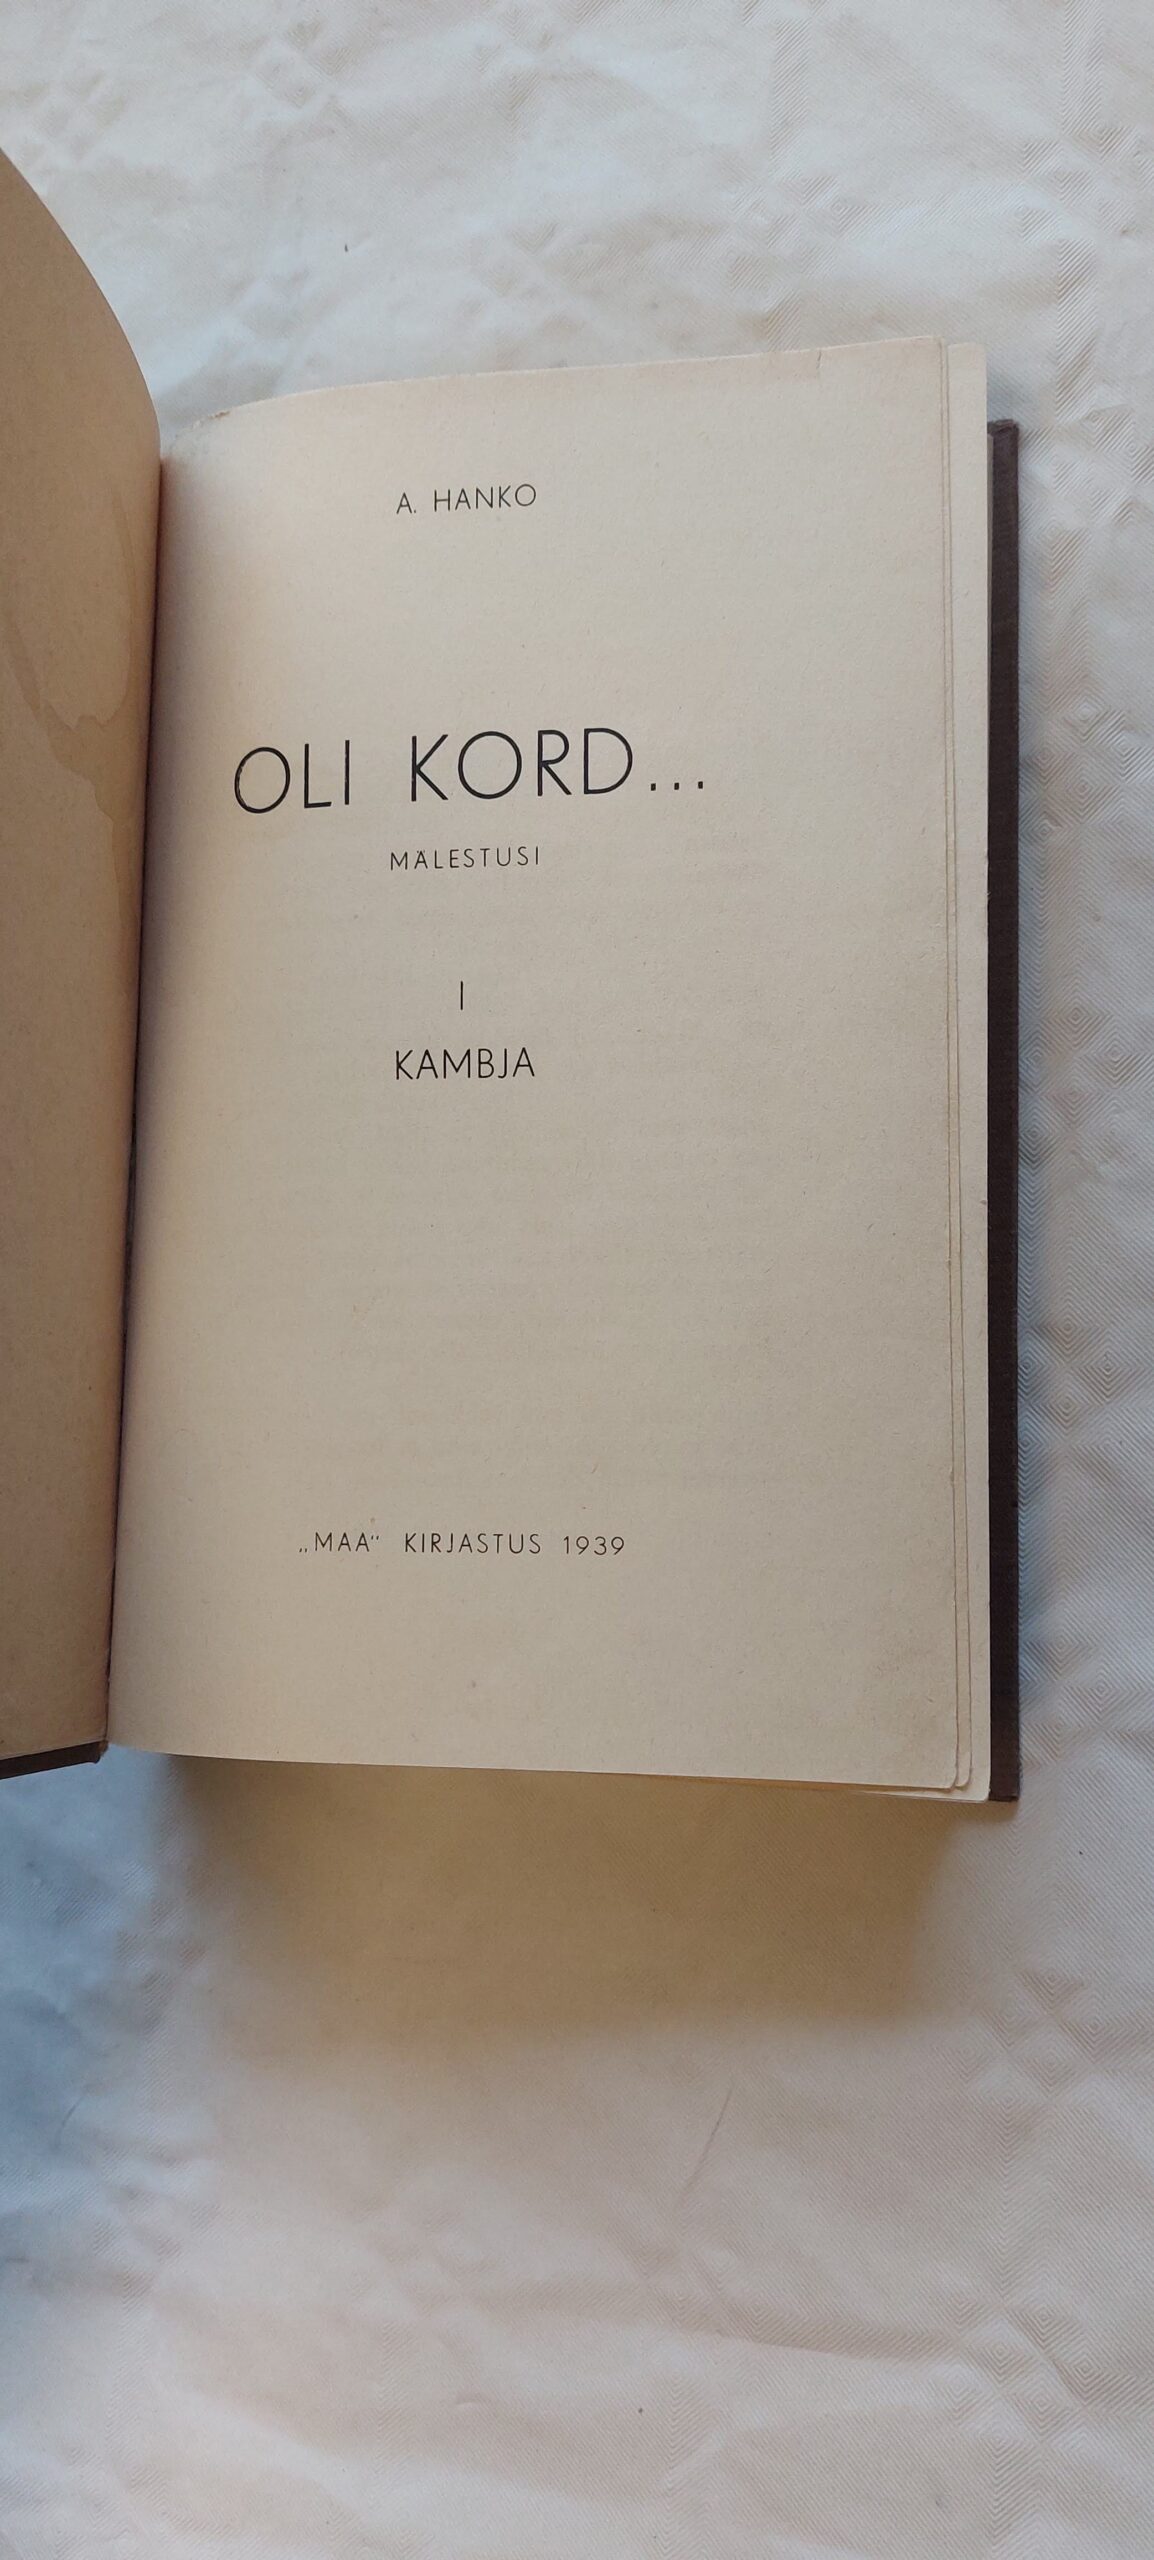 A. HANKO
OLI KORD...
MÄLESTUSI
I
KAMBJA
„MAA“ KIRJASTUS 1939